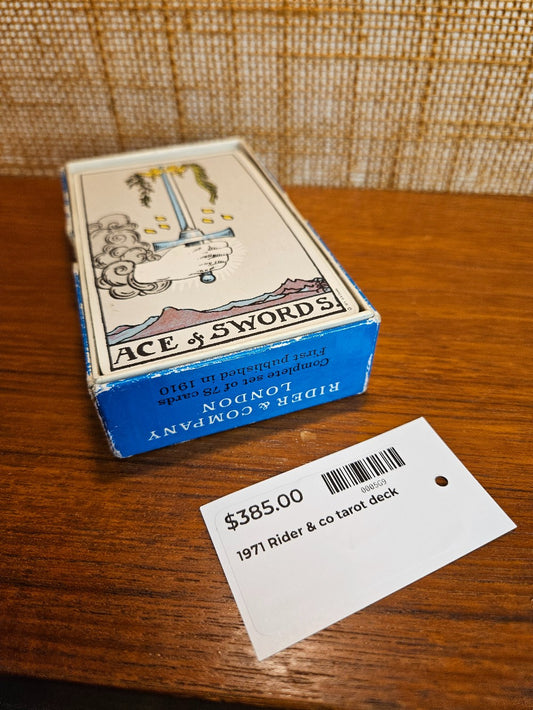 ACE of SWORDS.
Complete set of 78 cards
First published in 1910
RIDER & COMPANY
LONDON
$385.00
000509
1971 Rider & co tarot deck